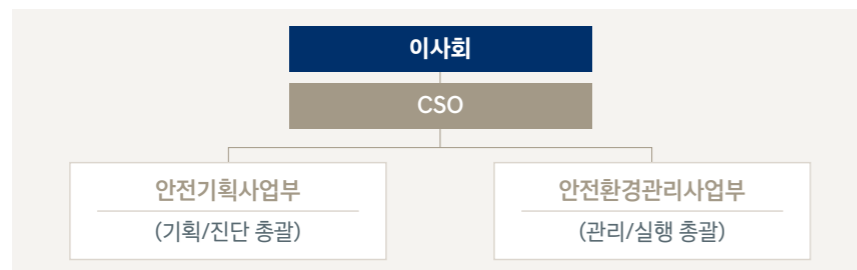 이사회
CSO
안전기획사업부
(기획/진단 총괄)
안전환경관리사업부
(관리/실행 총괄)